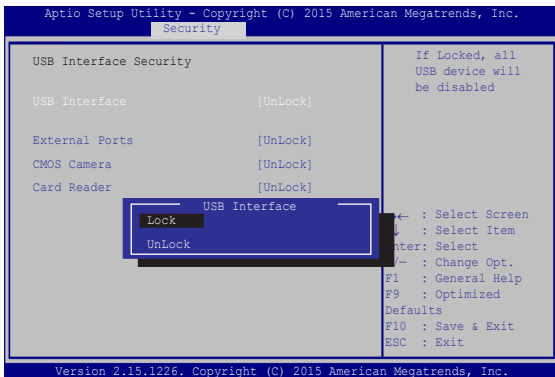 Aptio Setup Utility - Copyright (C) 2015 American Megatrends, Inc.
Security
USB Interface Security
USB Interface [UnLock]
External Ports [UnLock]
CMOS Camera [UnLock]
Card Reader [UnLock]
USB Interface
Lock
UnLock
If Locked, all
USB device will
be disabled
← : Select Screen
: Select Item
: Select
− : Change Opt.
F1 : General Help
F9 : Optimized
Defaults
F10 : Save & Exit
ESC : Exit
Version 2.15.1226. Copyright (C) 2015 American Megatrends, Inc.